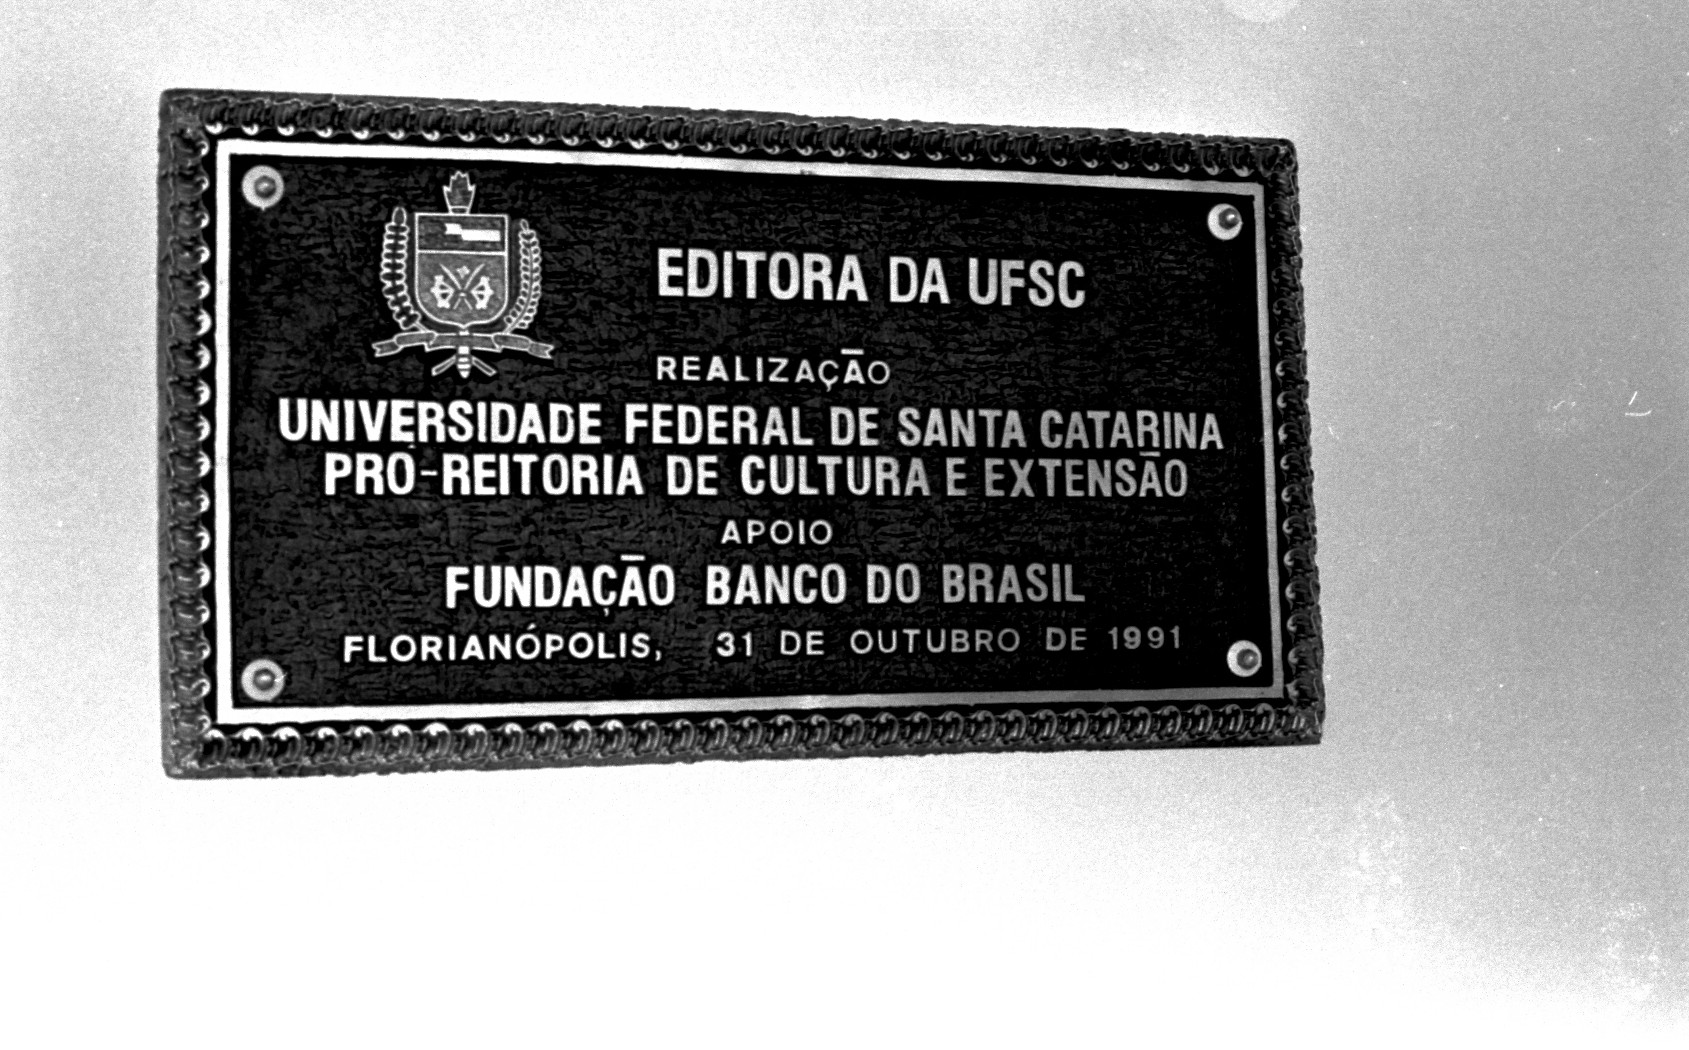 EDITORA DA UFSC
REALIZAÇÃO
UNIVERSIDADE FEDERAL DE SANTA CATARINA
PRÓ-REITORIA DE CULTURA E EXTENSÃO
APOIO
FUNDAÇÃO BANCO DO BRASIL
FLORIANÓPOLIS, 31 DE OUTUBRO DE 1991